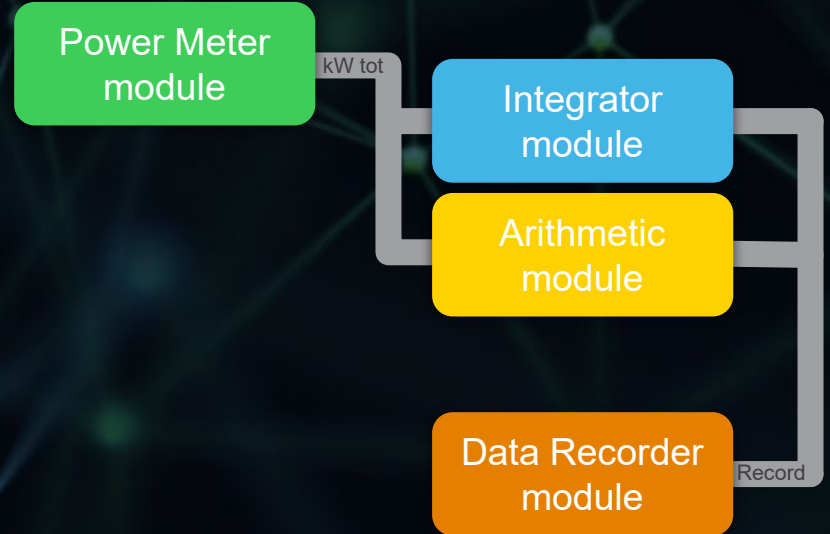 Power Meter
module
kW tot
Integrator
module
Arithmetic
module
Data Recorder
module
Record